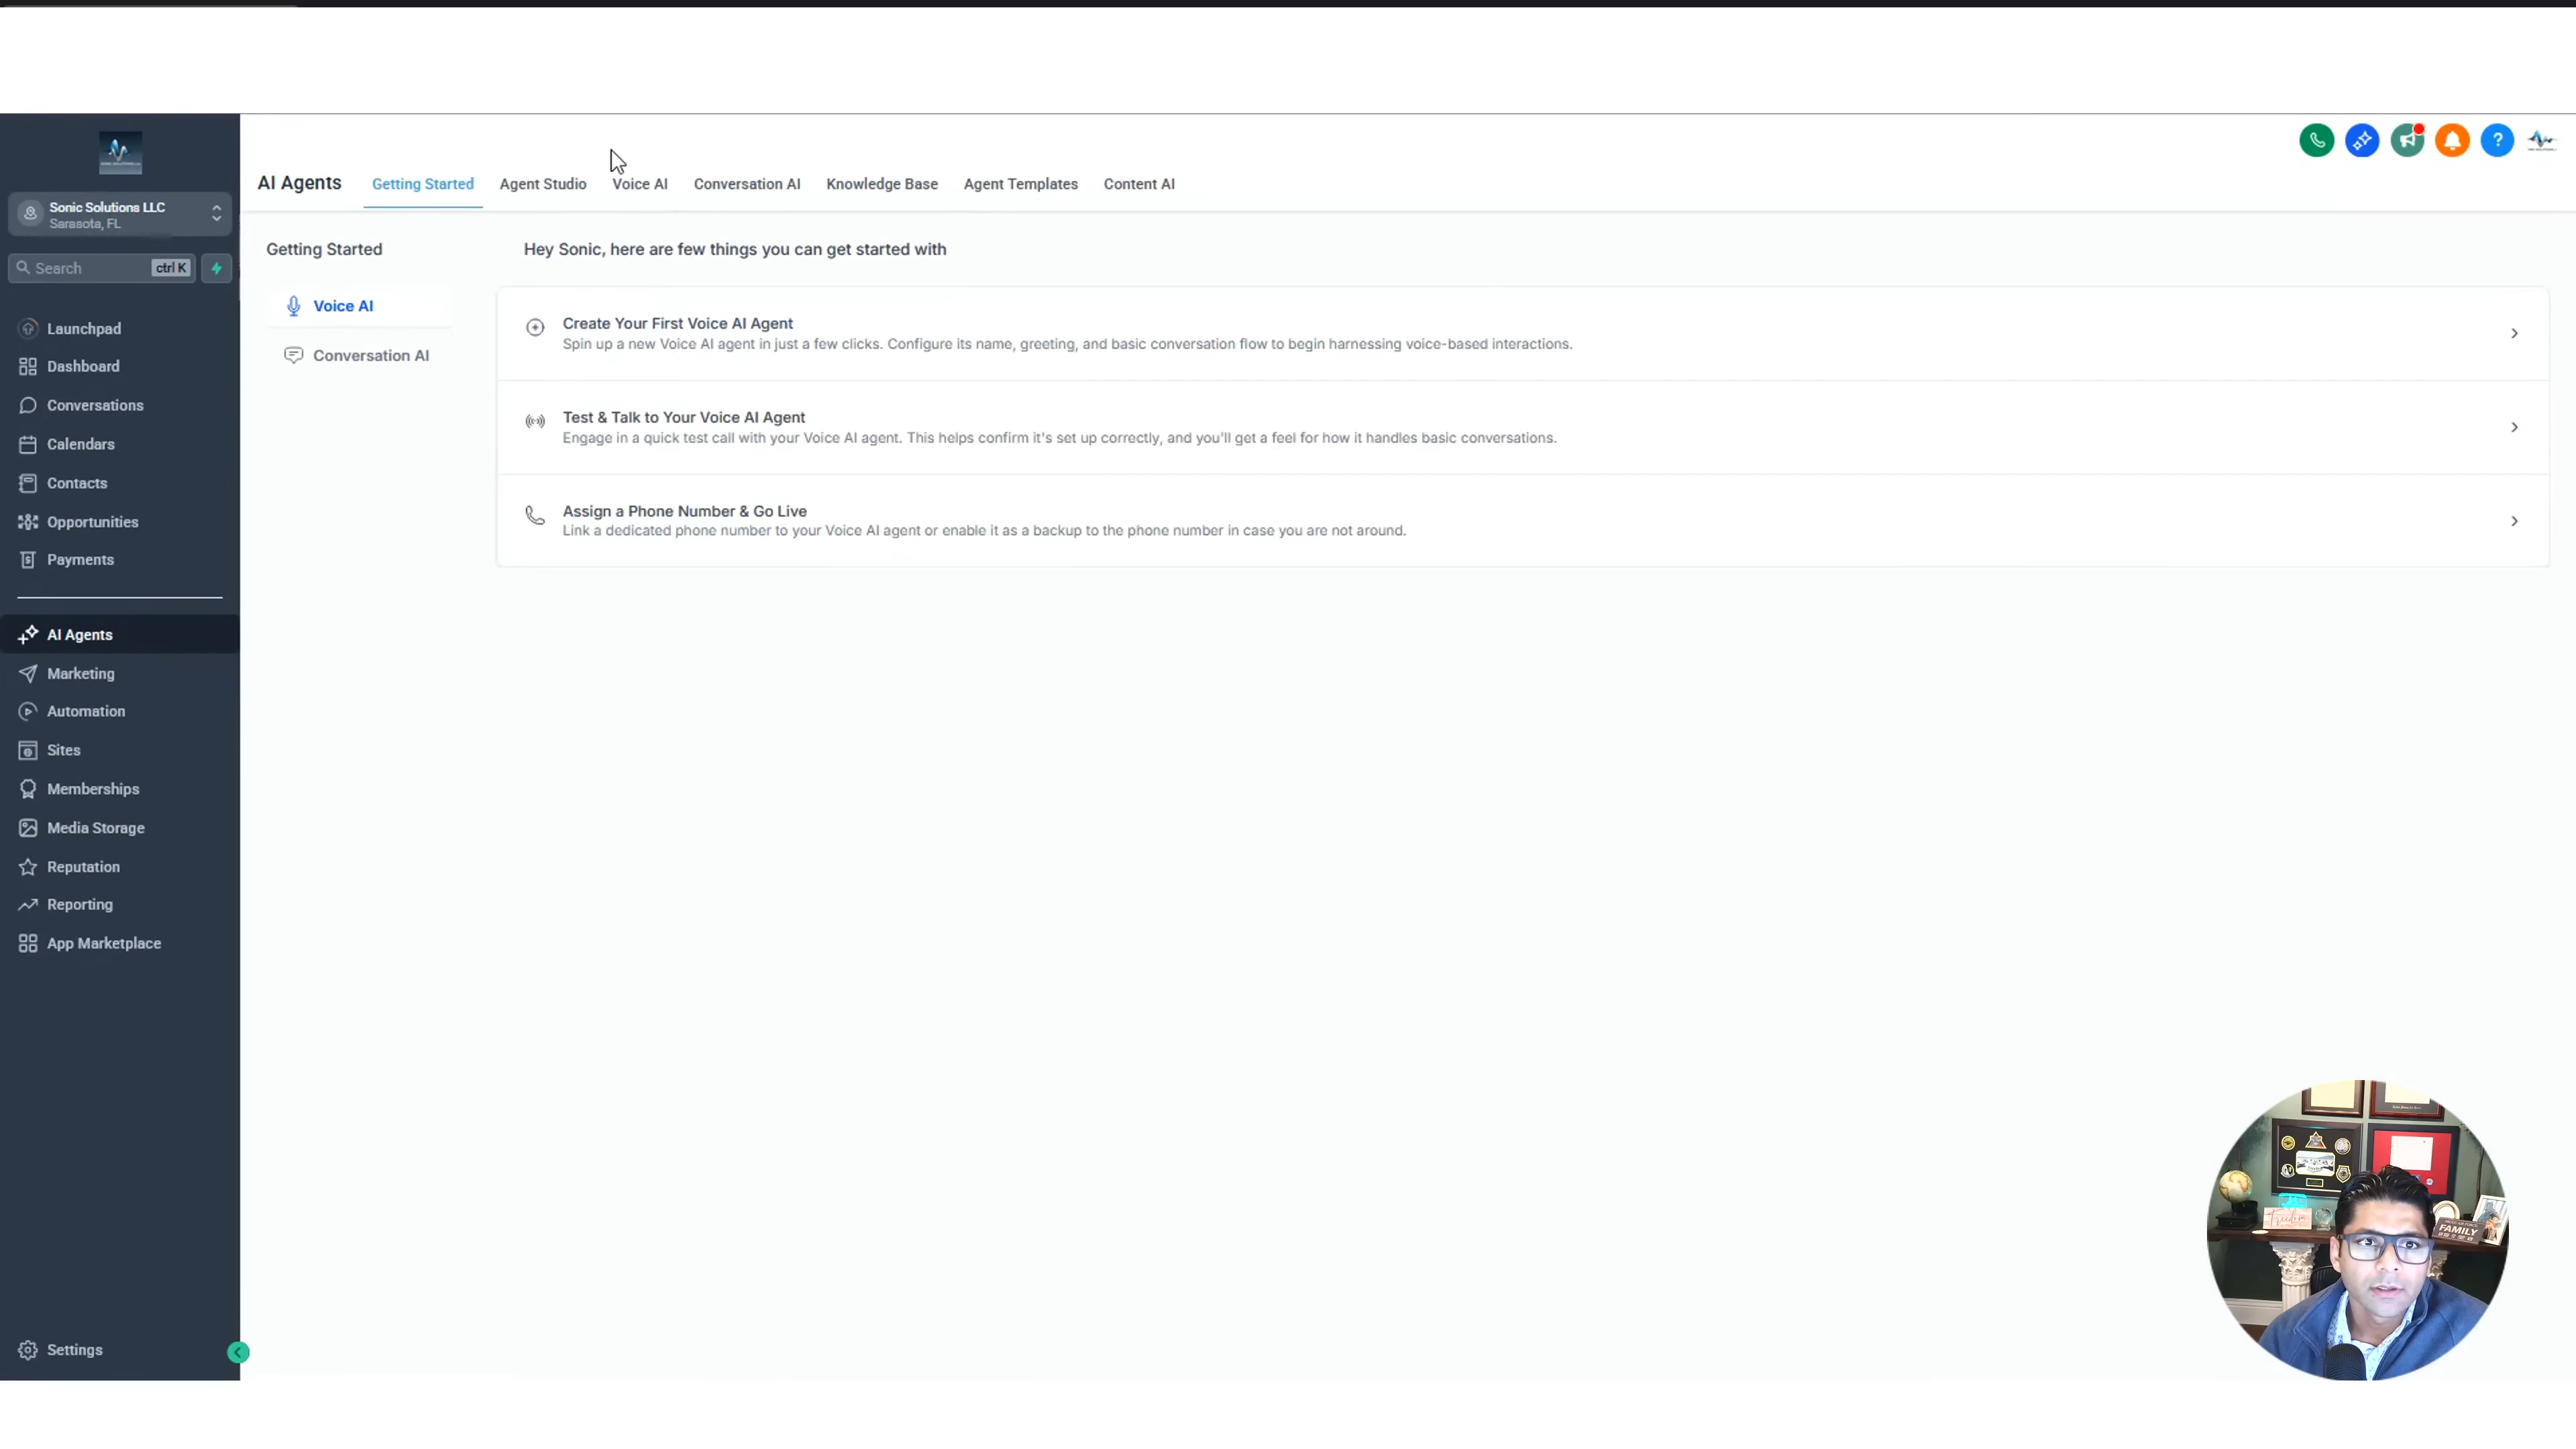 Sonic Solutions LLC
Sarasota, FL
Search
ctrl K
Launchpad
Dashboard
Conversations
Calendars
Contacts
Opportunities
Payments
AI Agents
Marketing
Automation
Sites
Memberships
Media Storage
Reputation
Reporting
App Marketplace
Settings
AI Agents
Getting Started
Agent Studio
Voice AI
Conversation AI
Knowledge Base
Agent Templates
Content AI
?
Getting Started
Voice AI
Conversation AI
Hey Sonic, here are few things you can get started with
Create Your First Voice AI Agent
Spin up a new Voice AI agent in just a few clicks. Configure its name, greeting, and basic conversation flow to begin harnessing voice-based interactions.
Test & Talk to Your Voice AI Agent
Engage in a quick test call with your Voice AI agent. This helps confirm it's set up correctly, and you'll get a feel for how it handles basic conversations.
Assign a Phone Number & Go Live
Link a dedicated phone number to your Voice AI agent or enable it as a backup to the phone number in case you are not around.
Freedom
FAMILY